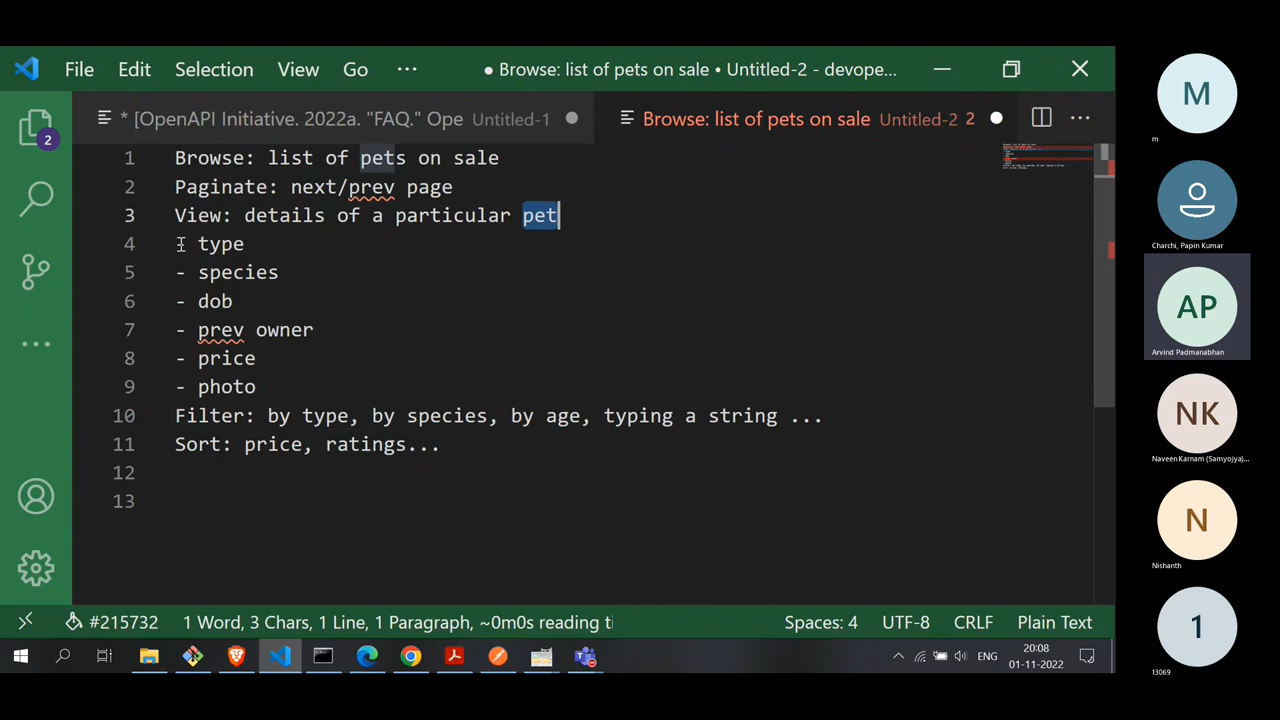 File Edit Selection View Go ··· ● Browse: list of pets on sale • Untitled-2 - devope...
* [OpenAPI Initiative. 2022a. "FAQ." Ope Untitled-1 Browse: list of pets on sale Untitled-2 2
2
1 Browse: list of pets on sale
2 Paginate: next/prev page
3 View: details of a particular pet
4 type
5 - species
6 - dob
7 - prev owner
8 - price
9 - photo
10 Filter: by type, by species, by age, typing a string ...
11 Sort: price, ratings...
12
13
#215732 1 Word, 3 Chars, 1 Line, 1 Paragraph, ~0m0s reading ti Spaces: 4 UTF-8 CRLF Plain Text
ENG 20:08
01-11-2022
M
m
Charchi, Papin Kumar
AP
Arvind Padmanabhan
NK
Naveen Karnam (Samyojya)...
N
Nishanth
1
13069